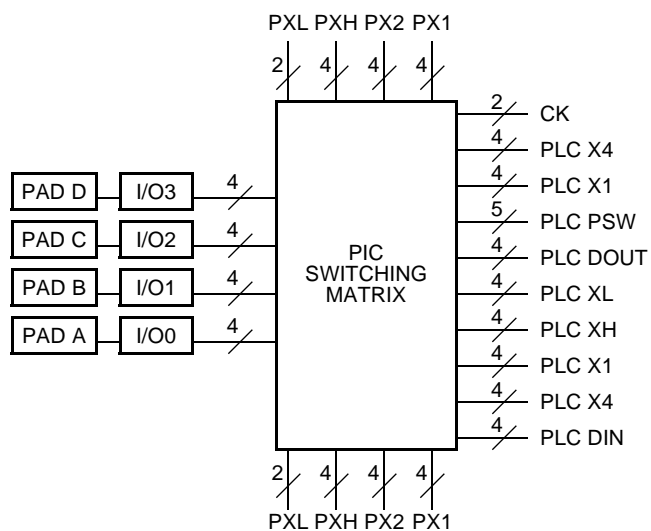 PXL PXH PX2 PX1
2 4 4 4
2 CK
4 PLC X4
4 PLC X1
PAD D I/O3 4
5 PLC PSW
PAD C I/O2 4
4 PLC DOUT
PIC
SWITCHING
MATRIX
PAD B I/O1 4
4 PLC XL
PAD A I/O0 4
4 PLC XH
4 PLC X1
4 PLC X4
4 PLC DIN
2 4 4 4
PXL PXH PX2 PX1